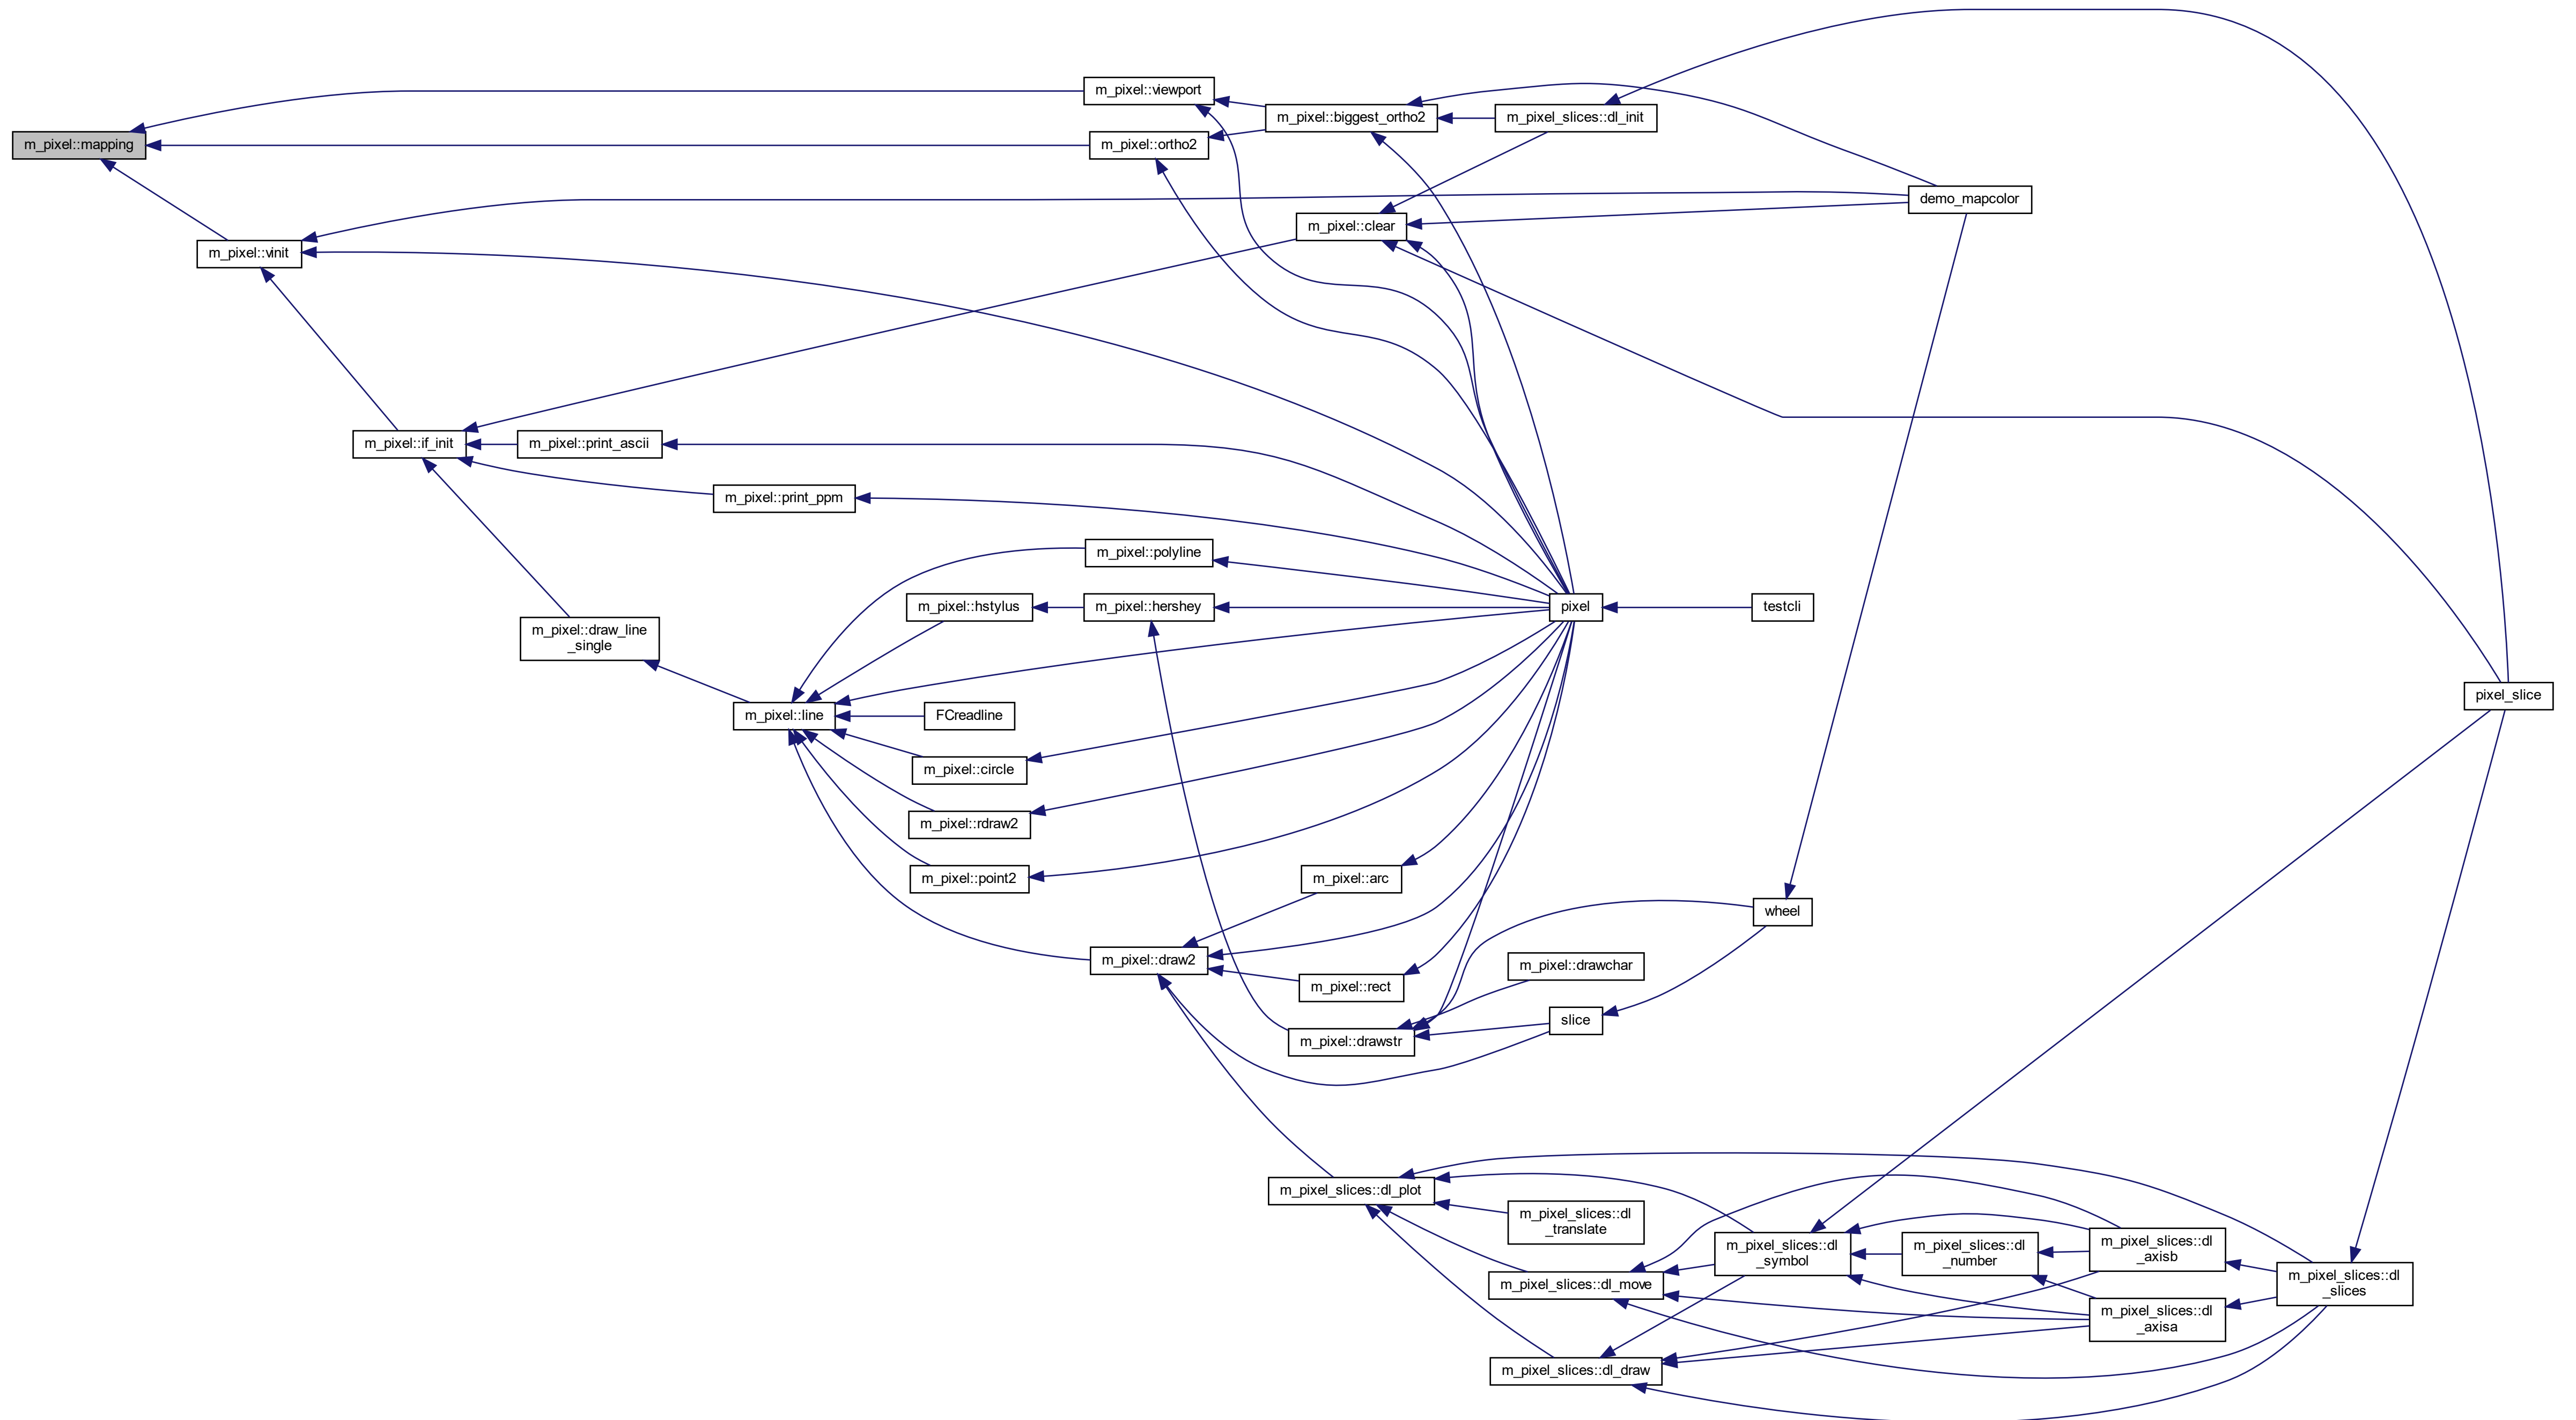 m_pixel::viewport
m_pixel::biggest_ortho2
m_pixel_slices::dl_init
m_pixel::mapping
m_pixel::ortho2
demo_mapcolor
m_pixel::clear
m_pixel::vinit
m_pixel::if_init
m_pixel::print_ascii
m_pixel::print_ppm
m_pixel::polyline
m_pixel::hstylus
m_pixel::hershey
pixel
testcli
m_pixel::draw_line
_single
pixel_slice
m_pixel::line
FCreadline
m_pixel::circle
m_pixel::rdraw2
m_pixel::point2
m_pixel::arc
wheel
m_pixel::draw2
m_pixel::drawchar
m_pixel::rect
slice
m_pixel::drawstr
m_pixel_slices::dl_plot
m_pixel_slices::dl
_translate
m_pixel_slices::dl
_symbol
m_pixel_slices::dl
_number
m_pixel_slices::dl
_axisb
m_pixel_slices::dl_move
m_pixel_slices::dl
_slices
m_pixel_slices::dl
_axisa
m_pixel_slices::dl_draw